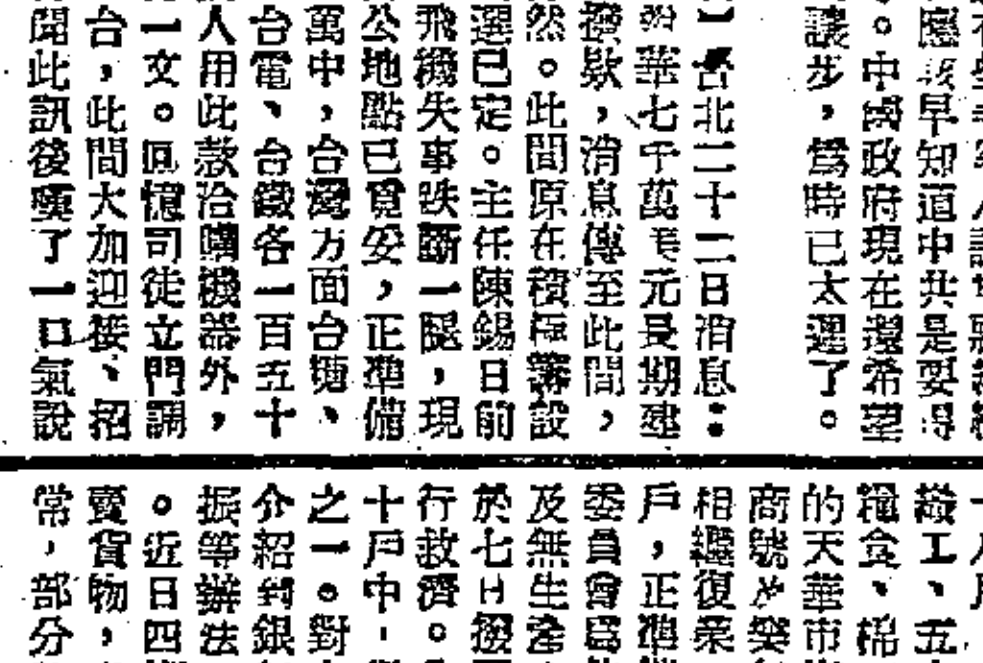 應早知道中共是要得
。中國政府現在還希望
讓步，爲時已太遲了。
台北二十二日消息：
華七千萬美元長期建
撥款，消息傳至此間，
然。此間原在積極籌設
選已定。主任陳錫日前
飛機失事跌斷一腿，現
公地點已覓妥，正準備
萬中，台灣方面台糖、
台電、台鐵各一百五十
人用此款洽購機器外，
一文。回憶司徒立門調
台，此間大加迎接、招
聞此訊後嘆了一口氣說
織工、五
糧食、棉
的天華市
商號及樂
相繼復業
戶，正準
委員會爲
及無生產
於七日撥
行救濟。
十戶中，
之一。對
介紹到銀
振等辦法
。近日四
賣貨物，
常，部分